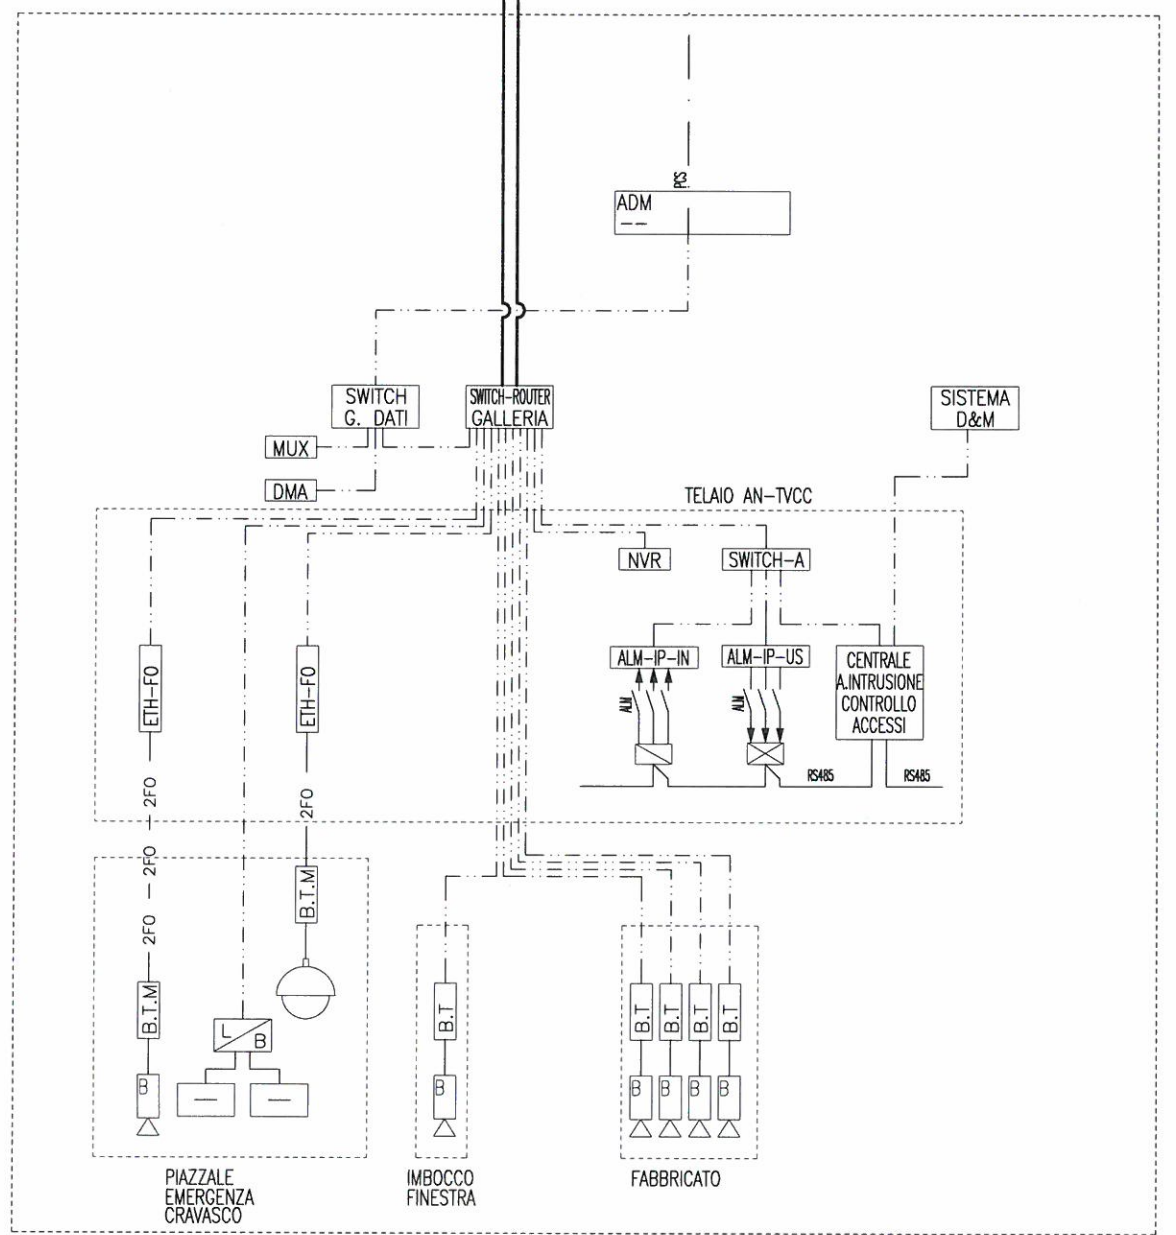 PCS
ADM
--
SWITCH
G. DATI
SWITCH-ROUTER
GALLERIA
SISTEMA
D&M
MUX
DMA
TELAIO AN-TVCC
NVR
SWITCH-A
ETH-FO
ETH-FO
ALM-IP-IN
ALM-IP-US
CENTRALE
A.INTRUSIONE
CONTROLLO
ACCESSI
ALM
ALM
RS485
RS485
2FO
2FO
2FO
2FO
B.T.M
B.T.M
L
B
B
B.T
B
B.T
B.T
B.T
B.T
B
B
B
B
PIAZZALE
EMERGENZA
CRAVASCO
IMBOCCO
FINESTRA
FABBRICATO